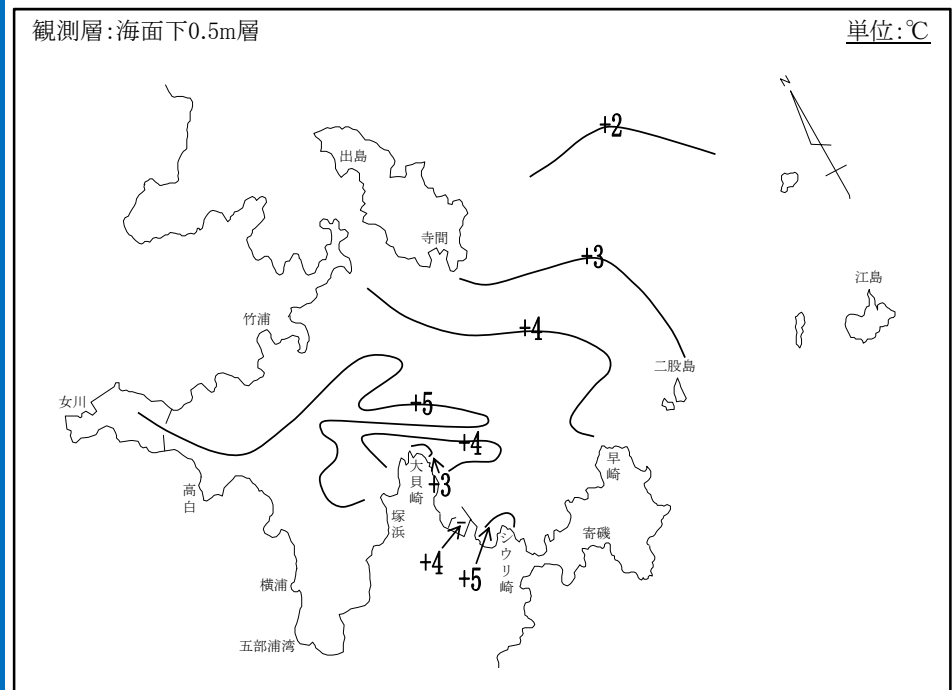 観測層:海面下0.5m層
単位:℃
N
+2
出島
寺間
+3
江島
竹浦
+4
二股島
女川
+5
+4
大貝崎
+3
早崎
高白
塚浜
寄磯
シウリ崎
+4
+5
横浦
五部浦湾